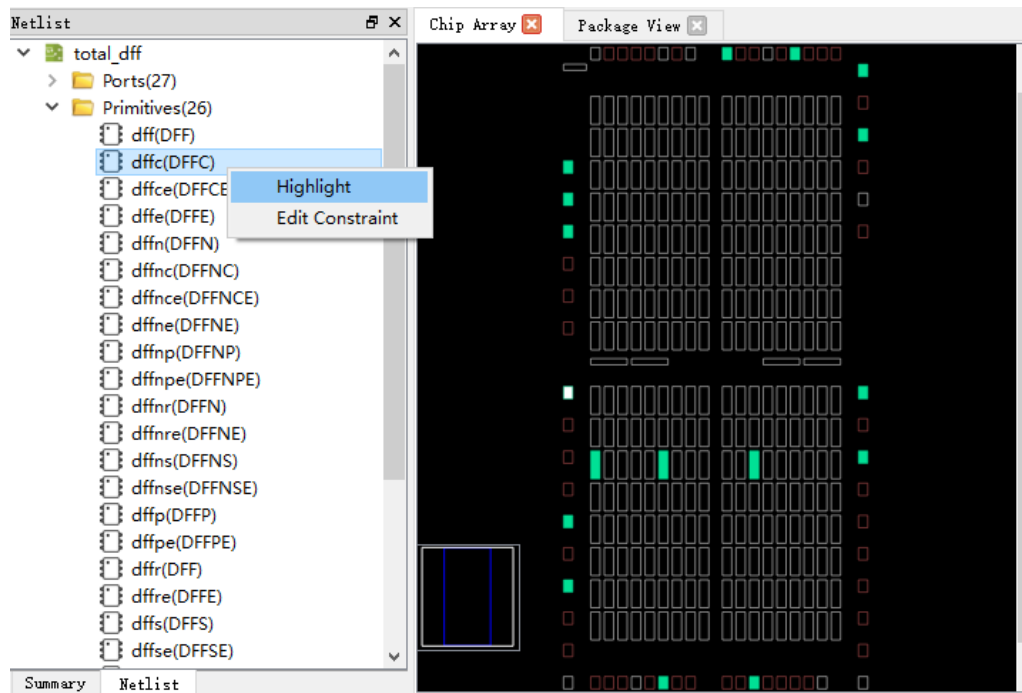 Netlist
Chip Array
Package View
total_dff
Ports(27)
Primitives(26)
dff(DFF)
dffc(DFFC)
dffce(DFFCE
dffe(DFFE)
dffn(DFFN)
dffnc(DFFNC)
dffnce(DFFNCE)
dffne(DFFNE)
dffnp(DFFNP)
dffnpe(DFFNPE)
dffnr(DFFN)
dffnre(DFFNE)
dffns(DFFNS)
dffnse(DFFNSE)
dffp(DFFP)
dffpe(DFFPE)
dffr(DFF)
dffre(DFFE)
dffs(DFFS)
dffse(DFFSE)
Highlight
Edit Constraint
Summary
Netlist